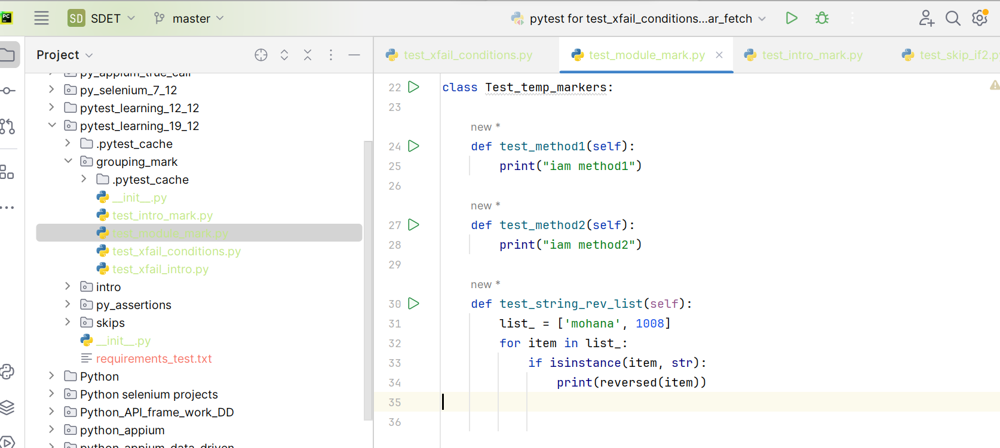 PC
SD SDET master
pytest for test_xfail_conditions...ar_fetch
Project
py_appium_true_call
py_selenium_7_12
pytest_learning_12_12
pytest_learning_19_12
.pytest_cache
grouping_mark
.pytest_cache
__init__.py
test_intro_mark.py
test_module_mark.py
test_xfail_conditions.py
test_xfail_intro.py
intro
py_assertions
skips
__init__.py
requirements_test.txt
Python
Python selenium projects
Python_API_frame_work_DD
python_appium
python_appium_data_driven
test_xfail_conditions.py test_module_mark.py test_intro_mark.py test_skip_if2.p
22 class Test_temp_markers:
23
new *
24 def test_method1(self):
25 print("iam method1")
26
new *
27 def test_method2(self):
28 print("iam method2")
29
new *
30 def test_string_rev_list(self):
31 list_ = ['mohana', 1008]
32 for item in list_:
33 if isinstance(item, str):
34 print(reversed(item))
35
36